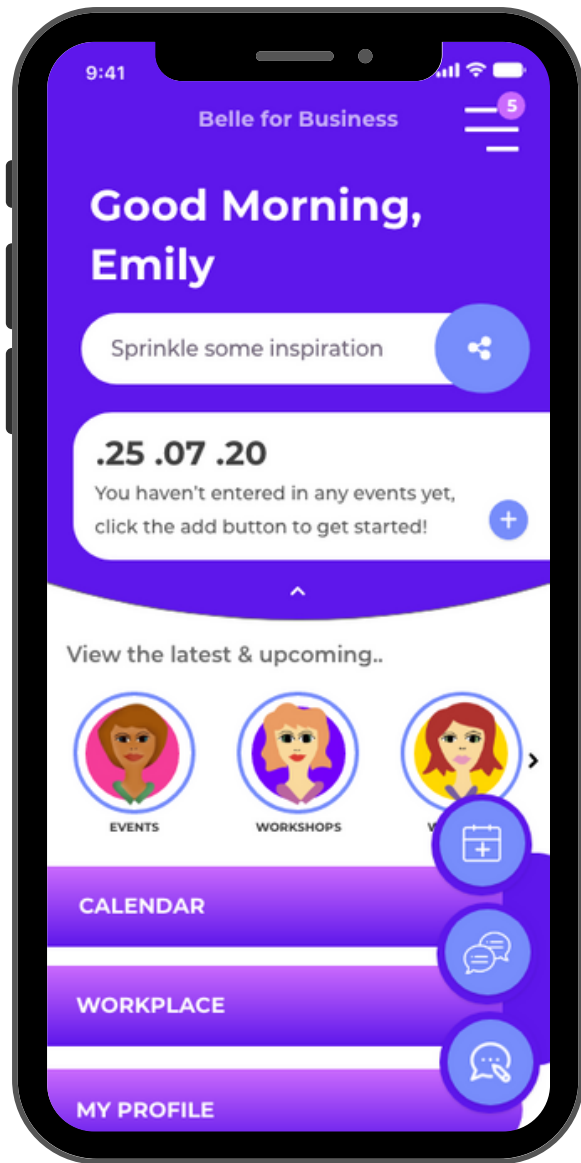 9:41
Belle for Business
5
Good Morning,
Emily
Sprinkle some inspiration
.25 .07 .20
You haven't entered in any events yet,
click the add button to get started!
View the latest & upcoming..
EVENTS
WORKSHOPS
CALENDAR
WORKPLACE
MY PROFILE